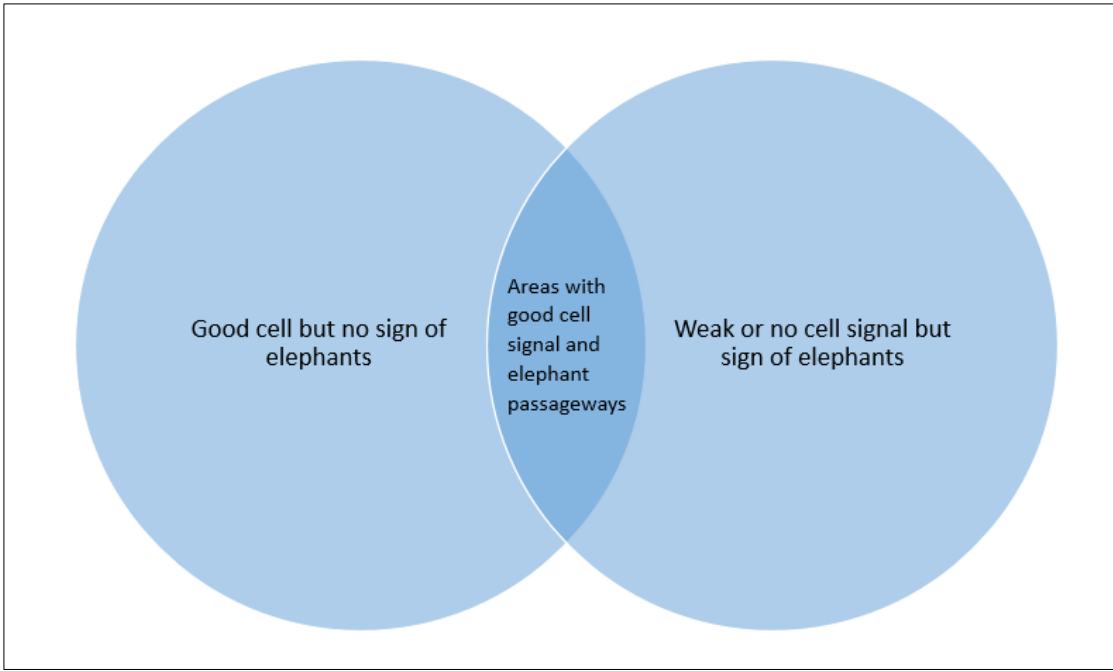 Good cell but no sign of
elephants
Areas with
good cell
signal and
elephant
passageways
Weak or no cell signal but
sign of elephants